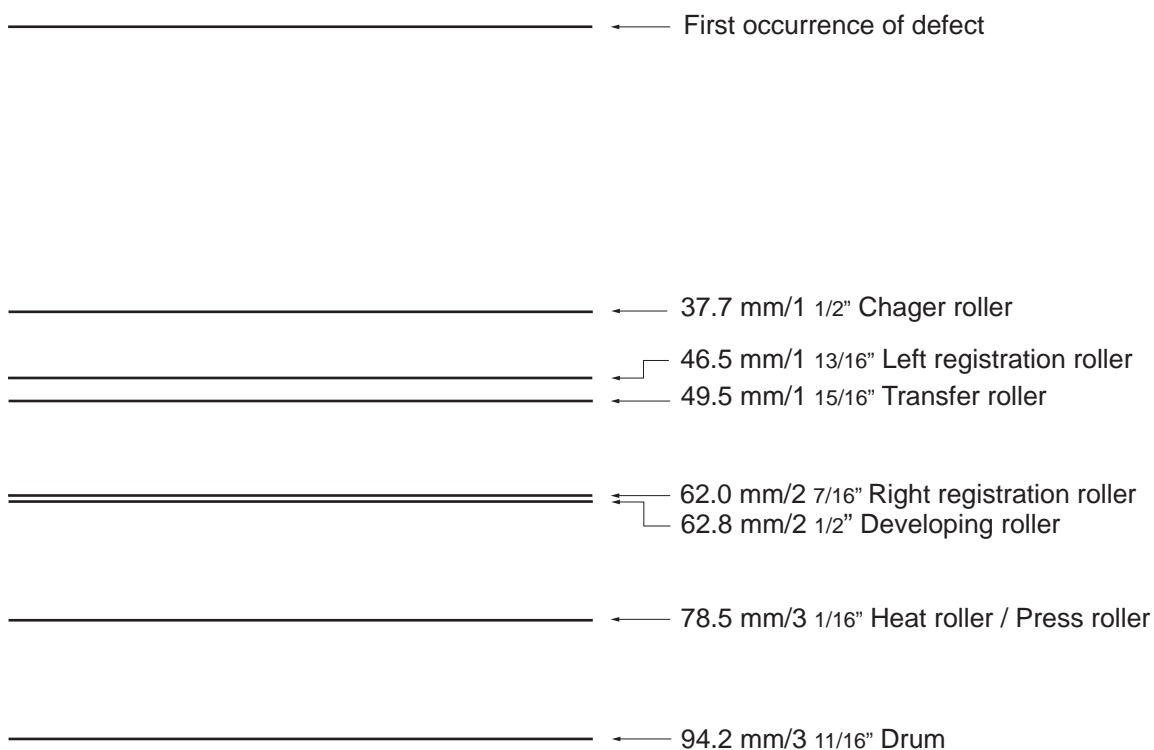 First occurrence of defect
37.7 mm/1 1/2” Chager roller
46.5 mm/1 13/16” Left registration roller
49.5 mm/1 15/16” Transfer roller
62.0 mm/2 7/16” Right registration roller
62.8 mm/2 1/2” Developing roller
78.5 mm/3 1/16” Heat roller / Press roller
94.2 mm/3 11/16” Drum